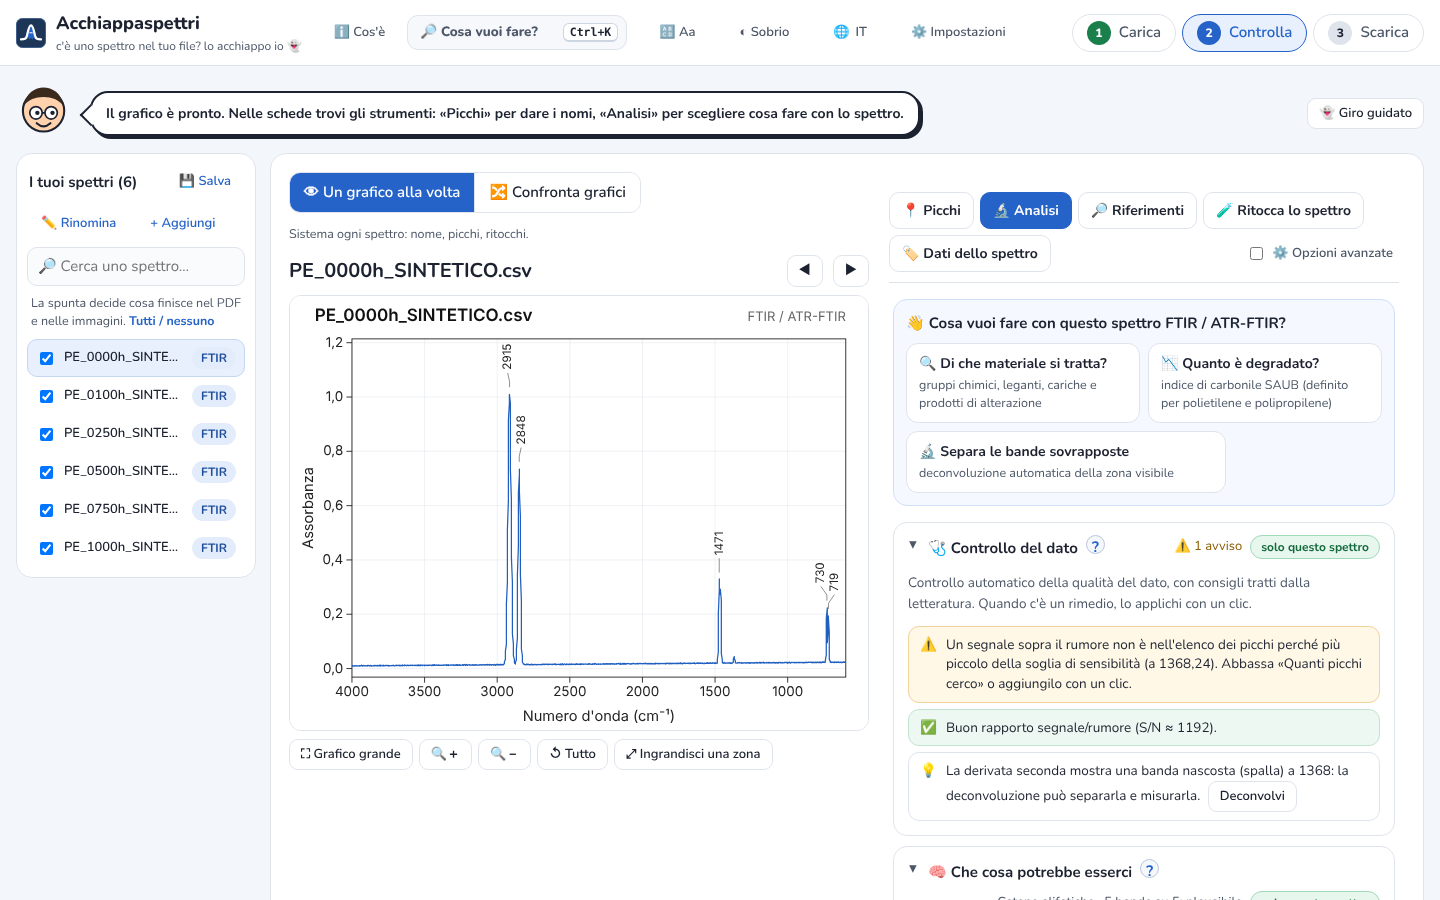 Acchiappaspettri
c'è uno spettro nel tuo file? lo acchiappo io 👻
ℹ️ Cos'è
🔎 Cosa vuoi fare? Ctrl+K
🔠 Aa
Sobrio
🌐 IT
⚙️ Impostazioni
1 Carica
2 Controlla
3 Scarica
Il grafico è pronto. Nelle schede trovi gli strumenti: «Picchi» per dare i nomi, «Analisi» per scegliere cosa fare con lo spettro.
👻 Giro guidato
I tuoi spettri (6)
💾 Salva
✏️ Rinomina
+ Aggiungi
🔎 Cerca uno spettro...
La spunta decide cosa finisce nel PDF
e nelle immagini. Tutti / nessuno
PE_0000h_SINTE... FTIR
PE_0100h_SINTE... FTIR
PE_0250h_SINTE... FTIR
PE_0500h_SINTE... FTIR
PE_0750h_SINTE... FTIR
PE_1000h_SINTE... FTIR
👁 Un grafico alla volta
🔀 Confronta grafici
Sistema ogni spettro: nome, picchi, ritocchi.
PE_0000h_SINTETICO.csv
◀ ▶
PE_0000h_SINTETICO.csv
FTIR / ATR-FTIR
1,2
1,0
0,8
0,6
0,4
0,2
0,0
Assorbanza
2915
2848
1471
730
719
4000 3500 3000 2500 2000 1500 1000
Numero d'onda (cm⁻¹)
⛶ Grafico grande
🔍 +
🔍 −
↺ Tutto
⤢ Ingrandisci una zona
📍 Picchi
🔬 Analisi
🔎 Riferimenti
🧪 Ritocca lo spettro
🏷️ Dati dello spettro
⚙️ Opzioni avanzate
👋 Cosa vuoi fare con questo spettro FTIR / ATR-FTIR?
🔍 Di che materiale si tratta?
gruppi chimici, leganti, cariche e
prodotti di alterazione
📉 Quanto è degradato?
indice di carbonile SAUB (definito
per polietilene e polipropilene)
🔬 Separa le bande sovrapposte
deconvoluzione automatica della zona visibile
▼ 🩺 Controllo del dato ?
⚠️ 1 avviso
solo questo spettro
Controllo automatico della qualità del dato, con consigli tratti dalla
letteratura. Quando c'è un rimedio, lo applichi con un clic.
⚠️ Un segnale sopra il rumore non è nell'elenco dei picchi perché più
piccolo della soglia di sensibilità (a 1368,24). Abbassa «Quanti picchi
cerco» o aggiungilo con un clic.
✅ Buon rapporto segnale/rumore (S/N ≈ 1192).
💡 La derivata seconda mostra una banda nascosta (spalla) a 1368: la
deconvoluzione può separarla e misurarla. Deconvolvi
▼ 🧠 Che cosa potrebbe esserci ?